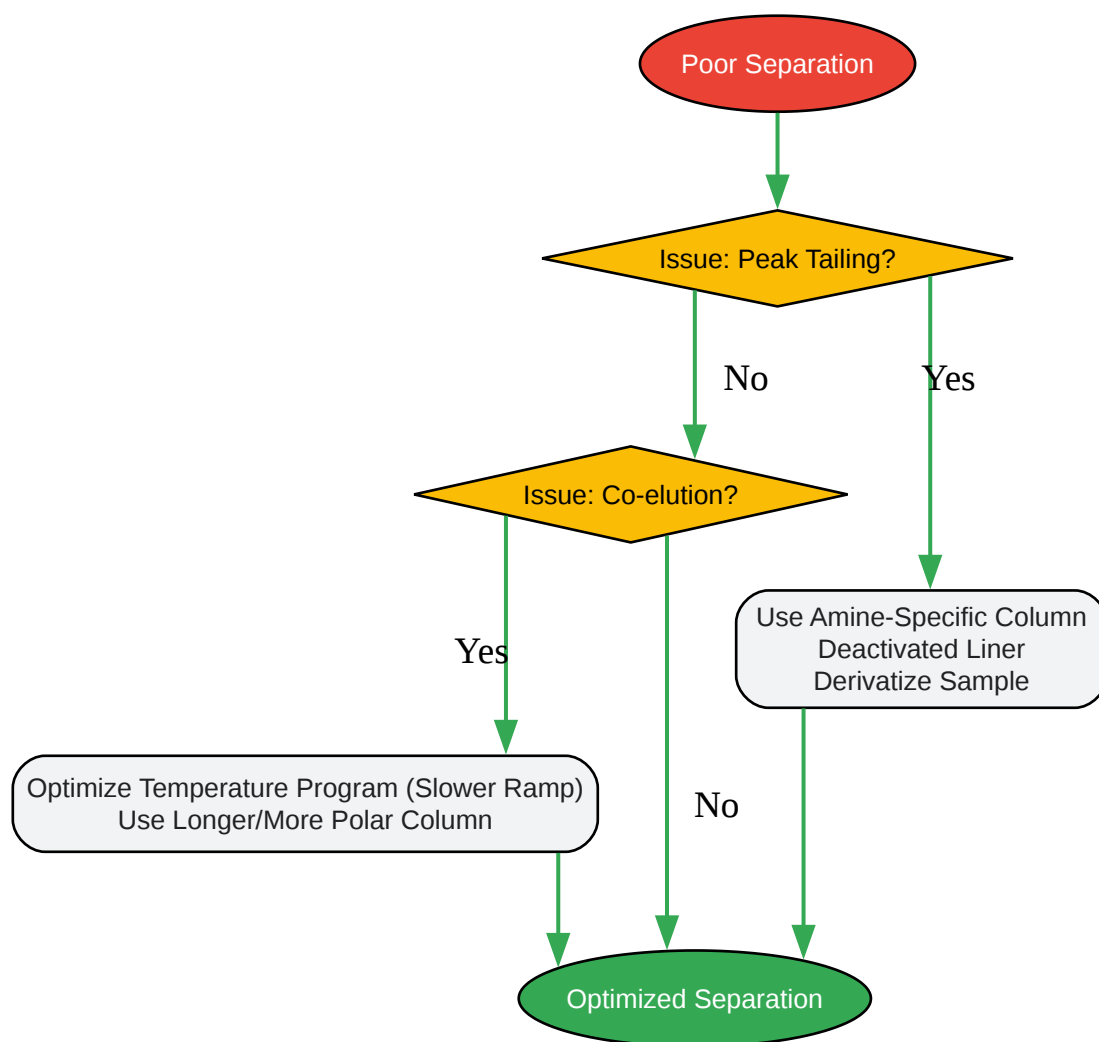 Poor Separation
Issue: Peak Tailing?
No
Yes
Issue: Co-elution?
Use Amine-Specific Column
Deactivated Liner
Derivatize Sample
Yes
Optimize Temperature Program (Slower Ramp)
Use Longer/More Polar Column
No
Optimized Separation